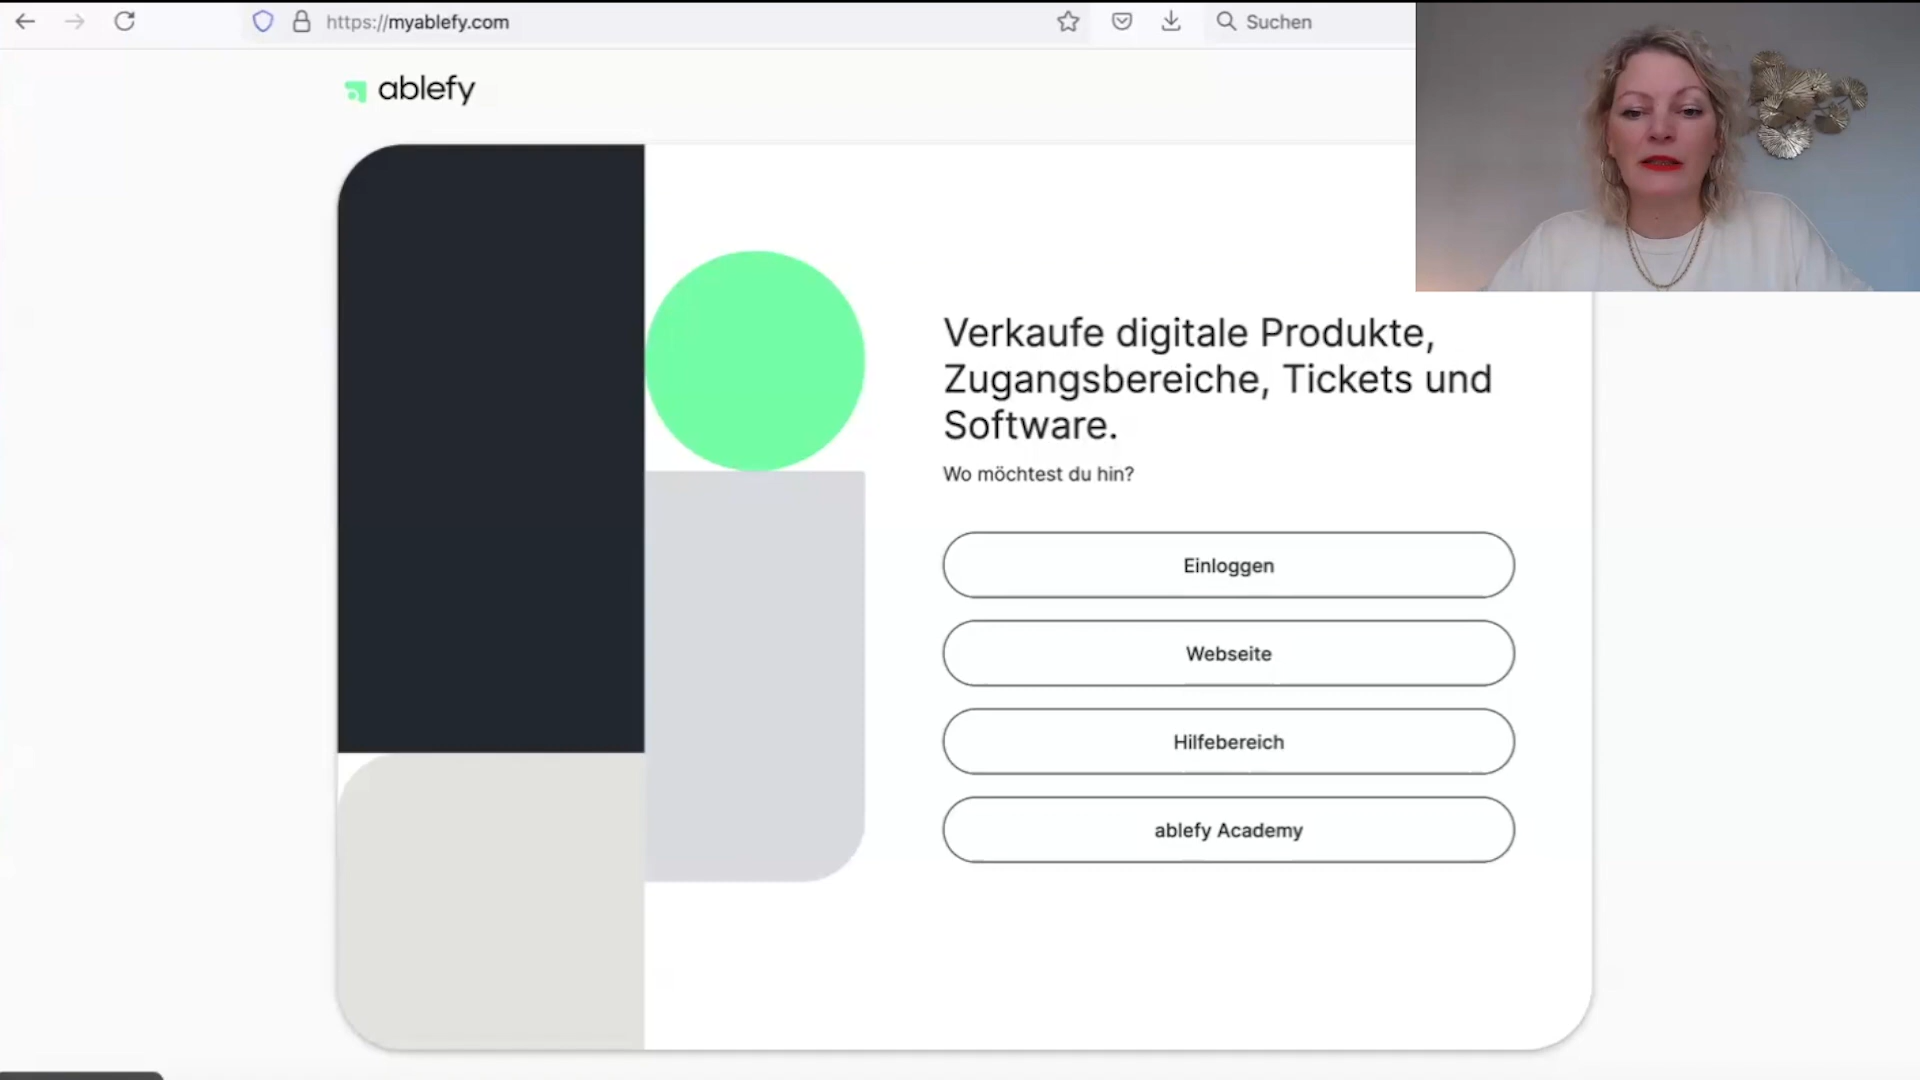 https://myablefy.com
Suchen
ablefy
Verkaufe digitale Produkte,
Zugangsbereiche, Tickets und
Software.
Wo möchtest du hin?
Einloggen
Webseite
Hilfebereich
ablefy Academy